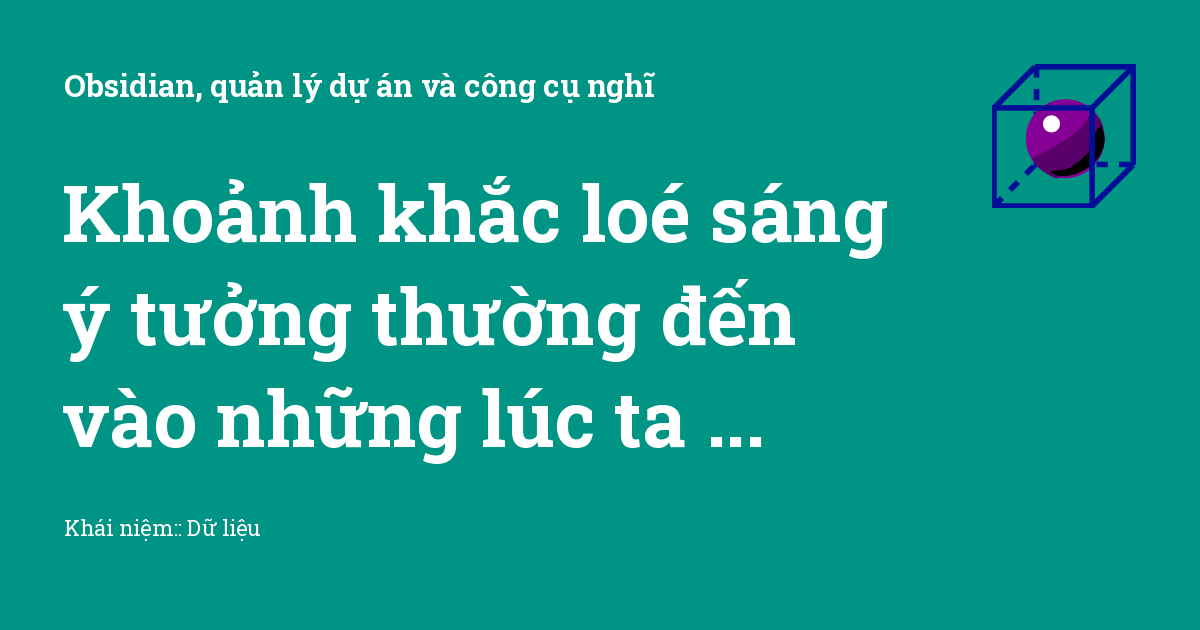 Obsidian, quản lý dự án và công cụ nghĩ
Khoảnh khắc loé sáng
ý tưởng thường đến
vào những lúc ta ...
Khái niệm:: Dữ liệu